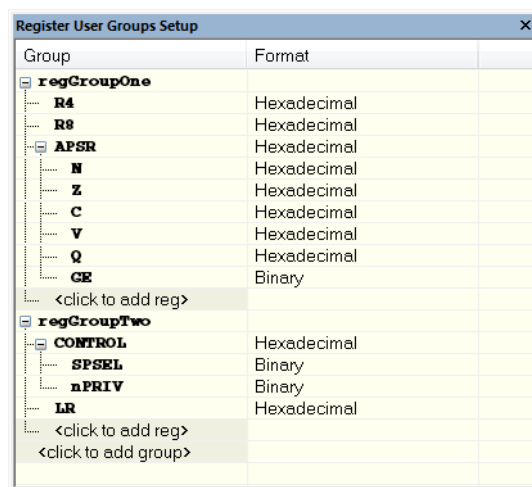 Register User Groups Setup
Group Format
regGroupOne
R4 Hexadecimal
R8 Hexadecimal
APSR Hexadecimal
N Hexadecimal
Z Hexadecimal
C Hexadecimal
V Hexadecimal
Q Hexadecimal
GE Binary
<click to add reg>
regGroupTwo
CONTROL Hexadecimal
SPSEL Binary
nPRIV Binary
LR Hexadecimal
<click to add reg>
<click to add group>